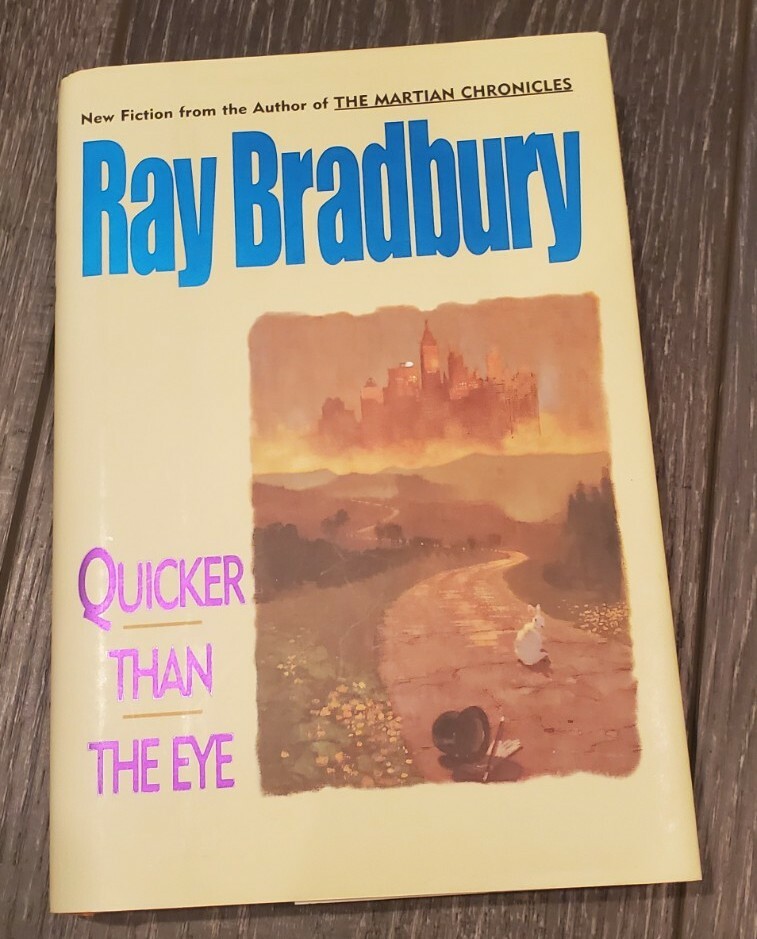 New Fiction from the Author of THE MARTIAN CHRONICLES
Ray Bradbury
QUICKER
THAN
THE EYE